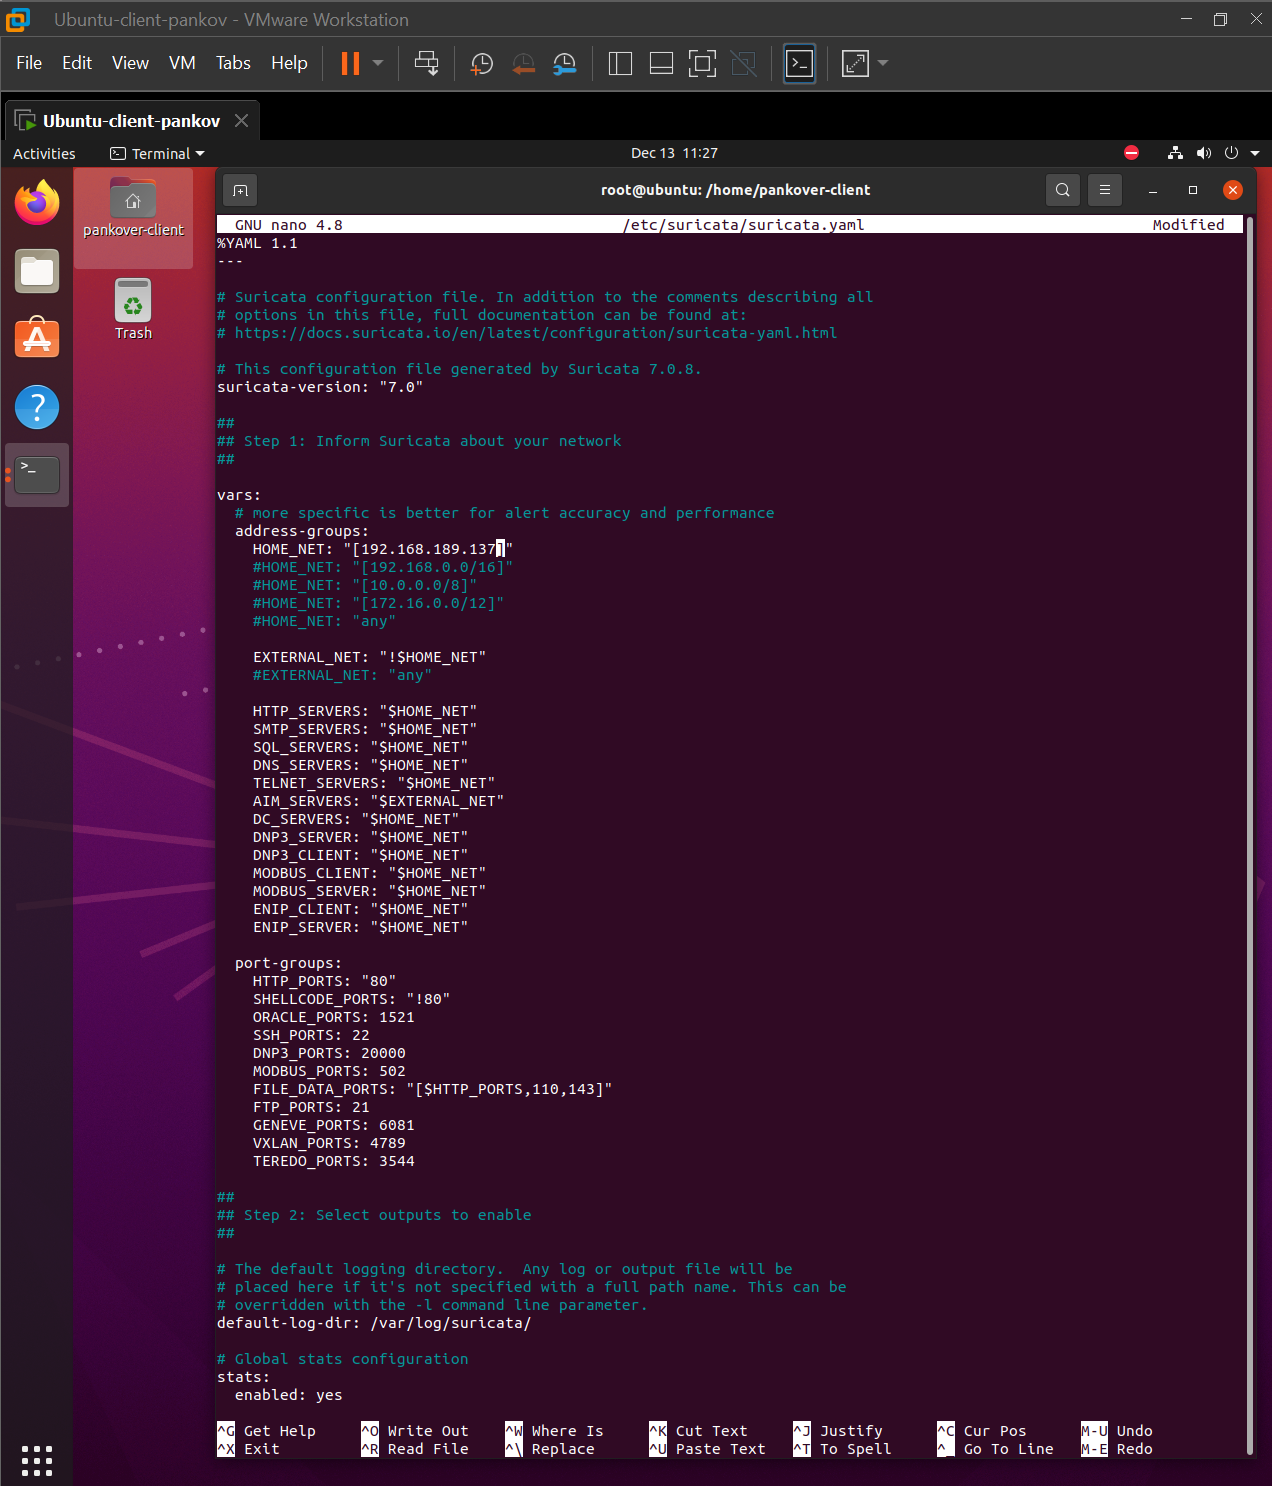 Ubuntu-client-pankov - VMware Workstation
File Edit View VM Tabs Help
Ubuntu-client-pankov
Activities Terminal Dec 13 11:27
pankover-client
Trash
root@ubuntu: /home/pankover-client
GNU nano 4.8 /etc/suricata/suricata.yaml Modified
%YAML 1.1
---
# Suricata configuration file. In addition to the comments describing all
# options in this file, full documentation can be found at:
# https://docs.suricata.io/en/latest/configuration/suricata-yaml.html
# This configuration file generated by Suricata 7.0.8.
suricata-version: "7.0"
##
## Step 1: Inform Suricata about your network
##
vars:
# more specific is better for alert accuracy and performance
address-groups:
HOME_NET: "[192.168.189.137]"
#HOME_NET: "[192.168.0.0/16]"
#HOME_NET: "[10.0.0.0/8]"
#HOME_NET: "[172.16.0.0/12]"
#HOME_NET: "any"
EXTERNAL_NET: "!$HOME_NET"
#EXTERNAL_NET: "any"
HTTP_SERVERS: "$HOME_NET"
SMTP_SERVERS: "$HOME_NET"
SQL_SERVERS: "$HOME_NET"
DNS_SERVERS: "$HOME_NET"
TELNET_SERVERS: "$HOME_NET"
AIM_SERVERS: "$EXTERNAL_NET"
DC_SERVERS: "$HOME_NET"
DNP3_SERVER: "$HOME_NET"
DNP3_CLIENT: "$HOME_NET"
MODBUS_CLIENT: "$HOME_NET"
MODBUS_SERVER: "$HOME_NET"
ENIP_CLIENT: "$HOME_NET"
ENIP_SERVER: "$HOME_NET"
port-groups:
HTTP_PORTS: "80"
SHELLCODE_PORTS: "!80"
ORACLE_PORTS: 1521
SSH_PORTS: 22
DNP3_PORTS: 20000
MODBUS_PORTS: 502
FILE_DATA_PORTS: "[$HTTP_PORTS,110,143]"
FTP_PORTS: 21
GENEVE_PORTS: 6081
VXLAN_PORTS: 4789
TEREDO_PORTS: 3544
##
## Step 2: Select outputs to enable
##
# The default logging directory.  Any log or output file will be
# placed here if it's not specified with a full path name. This can be
# overridden with the -l command line parameter.
default-log-dir: /var/log/suricata/
# Global stats configuration
stats:
enabled: yes
^G Get Help ^O Write Out ^W Where Is ^K Cut Text ^J Justify ^C Cur Pos M-U Undo
^X Exit ^R Read File ^\ Replace ^U Paste Text ^T To Spell ^_ Go To Line M-E Redo